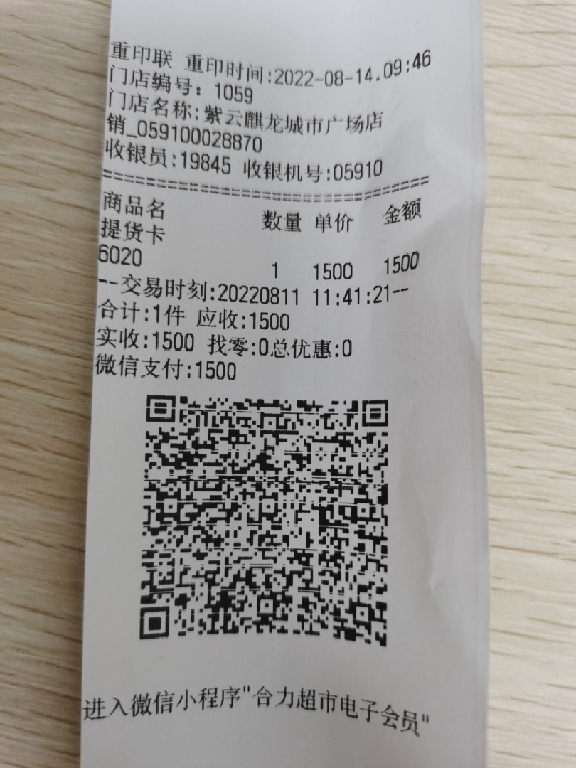 重印联 重印时间:2022-08-14.09:46
门店编号: 1059
门店名称:紫云麒龙城市广场店
销_059100028870
收银员:19845 收银机号:05910
商品名 数量 单价 金额
提货卡
6020
1 1500 1500
--交易时刻:20220811 11:41:21--
合计:1件 应收:1500
实收:1500 找零:0总优惠:0
微信支付:1500
进入微信小程序"合力超市电子会员"